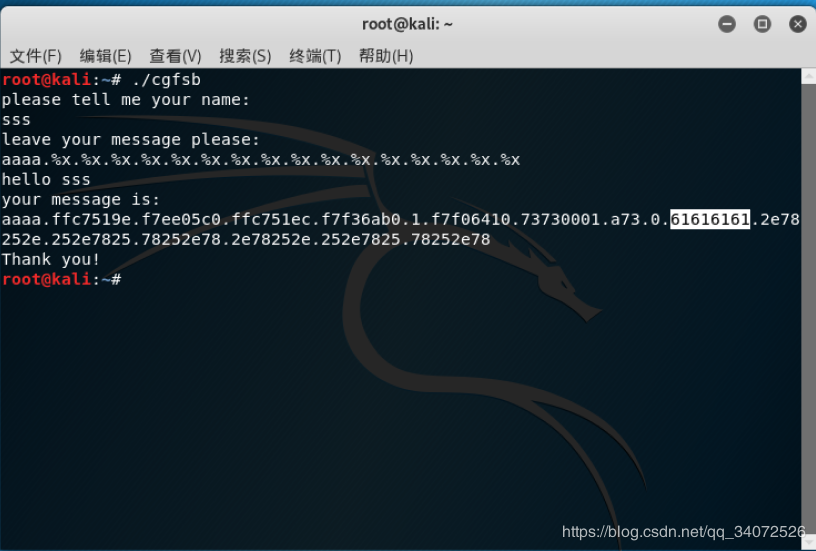 root@kali: ~
文件(F) 编辑(E) 查看(V) 搜索(S) 终端(T) 帮助(H)
root@kali:~# ./cgfsb
please tell me your name:
sss
leave your message please:
aaaa.%x.%x.%x.%x.%x.%x.%x.%x.%x.%x.%x.%x.%x.%x.%x.%x
hello sss
your message is:
aaaa.ffc7519e.f7ee05c0.ffc751ec.f7f36ab0.1.f7f06410.73730001.a73.0.61616161.2e78
252e.252e7825.78252e78.2e78252e.252e7825.78252e78
Thank you!
root@kali:~#
https://blog.csdn.net/qq_34072526